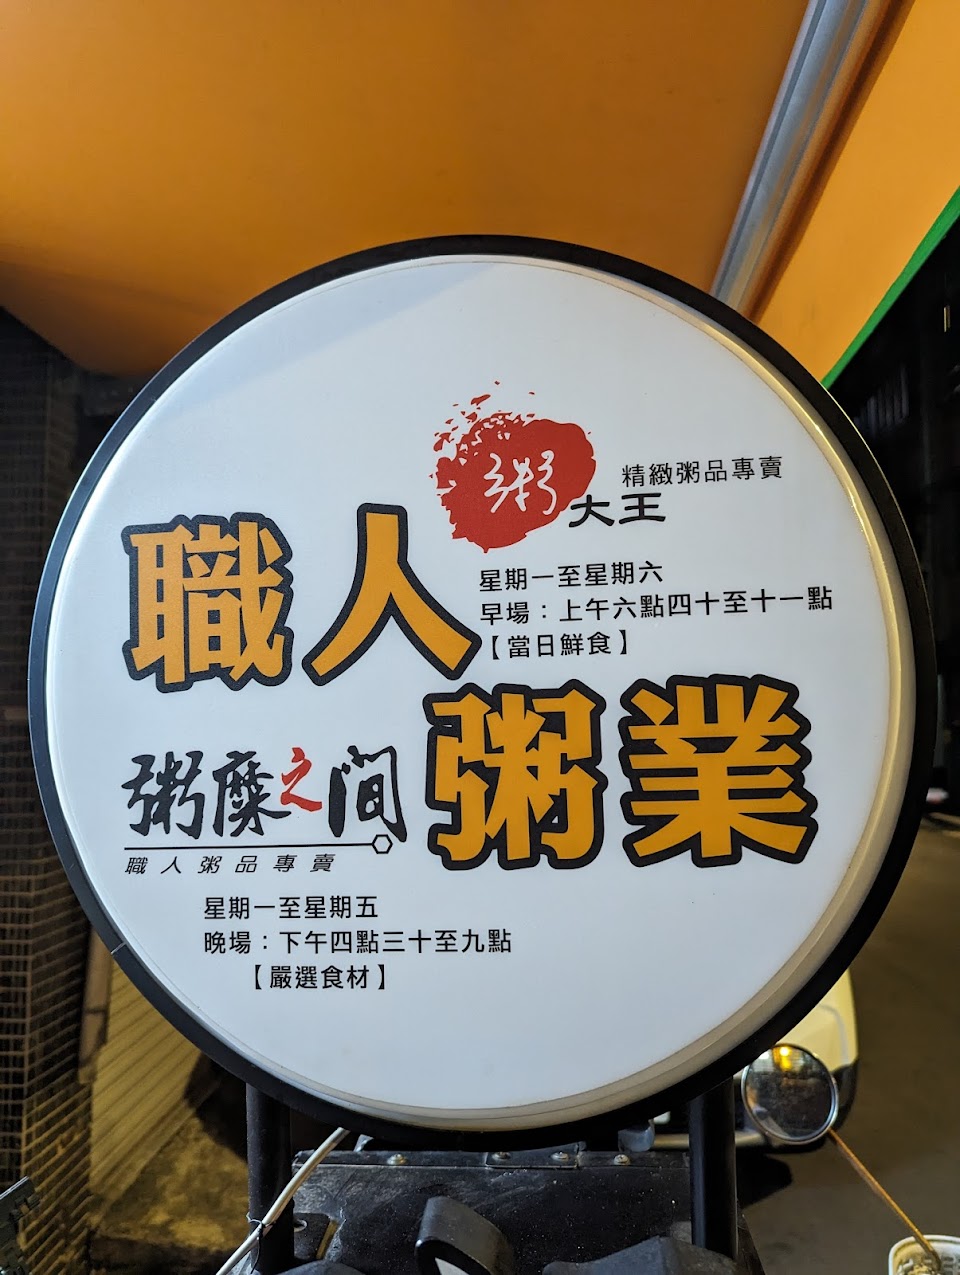 粥大王
精緻粥品專賣
職人
星期一至星期六
早場：上午六點四十至十一點
【當日鮮食】
粥業
粥糜之間
職人粥品專賣
星期一至星期五
晚場：下午四點三十至九點
【嚴選食材】